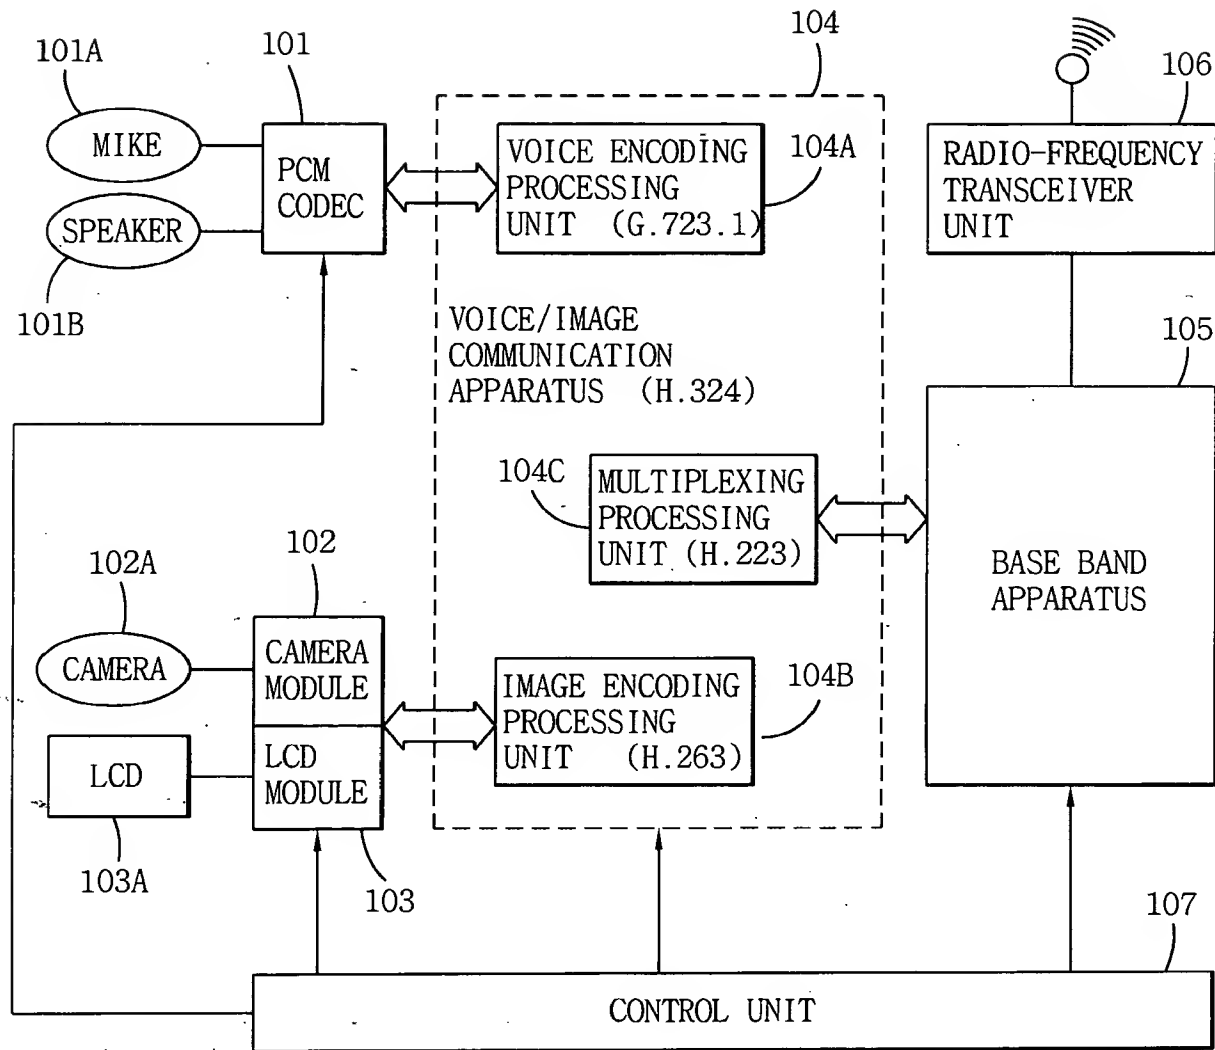 101A
101
104
106
MIKE
SPEAKER
101B
PCM
CODEC
VOICE ENCODING
PROCESSING
UNIT (G.723.1)
104A
RADIO-FREQUENCY
TRANSCEIVER
UNIT
VOICE/IMAGE
COMMUNICATION
APPARATUS (H.324)
105
104C
MULTIPLEXING
PROCESSING
UNIT (H.223)
BASE BAND
APPARATUS
102A
102
CAMERA
CAMERA
MODULE
IMAGE ENCODING
PROCESSING
UNIT (H.263)
104B
LCD
LCD
MODULE
103A
103
107
CONTROL UNIT